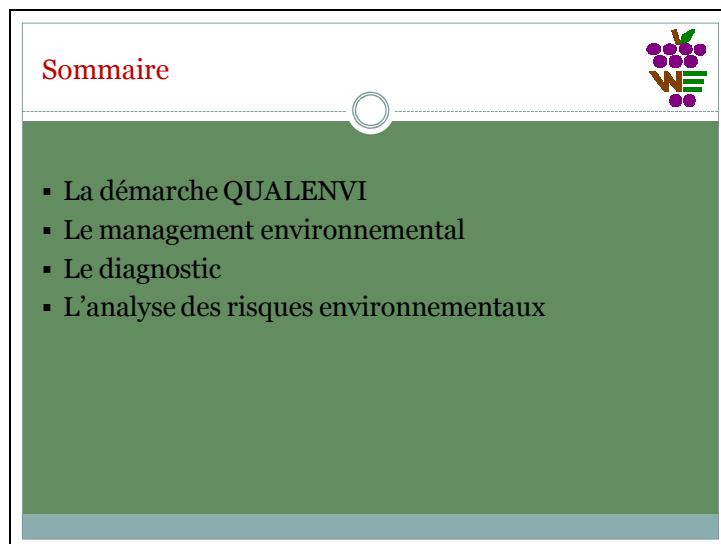 Sommaire
▪ La démarche QUALENVI
▪ Le management environnemental
▪ Le diagnostic
▪ L’analyse des risques environnementaux